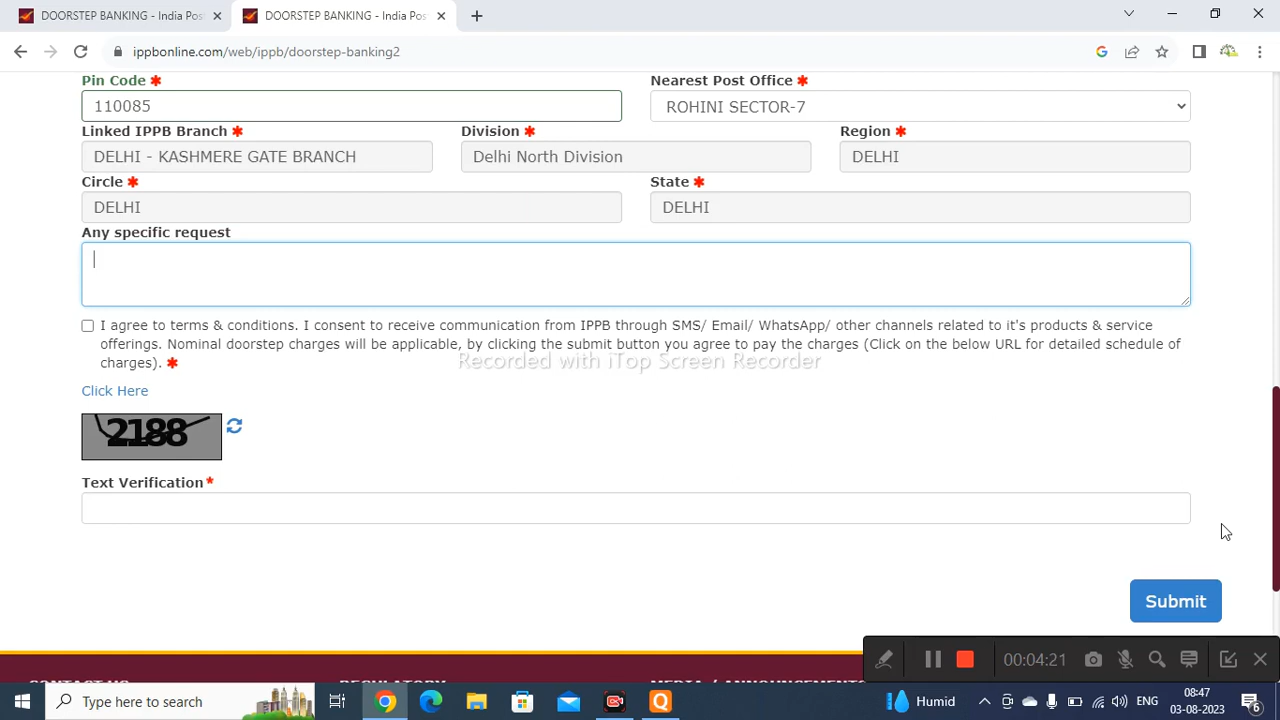 DOORSTEP BANKING - India Pos
DOORSTEP BANKING - India Pos
ippbonline.com/web/ippb/doorstep-banking2
Pin Code *
Nearest Post Office *
110085
ROHINI SECTOR-7
Linked IPPB Branch *
Division *
Region *
DELHI - KASHMERE GATE BRANCH
Delhi North Division
DELHI
Circle *
State *
DELHI
DELHI
Any specific request
I agree to terms & conditions. I consent to receive communication from IPPB through SMS/ Email/ WhatsApp/ other channels related to it's products & service
offerings. Nominal doorstep charges will be applicable, by clicking the submit button you agree to pay the charges (Click on the below URL for detailed schedule of
charges). *
Recorded with iTop Screen Recorder
Click Here
2188
Text Verification *
Submit
00:04:21
CONTACT US
REGULATORY
MEDIA / ANNOUNCEMENTS
Type here to search
Humid
ENG
08:47
03-08-2023
6